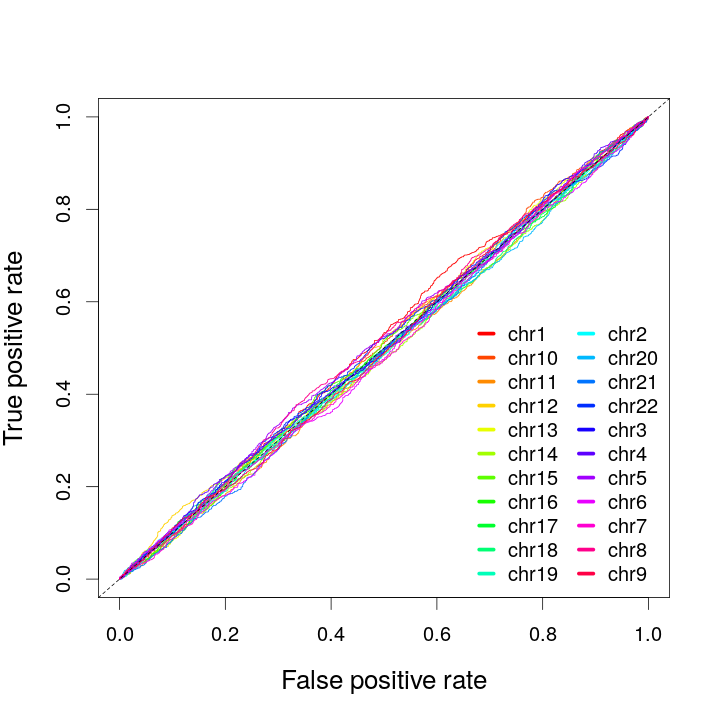 True positive rate
1.0
0.8
0.6
0.4
0.2
0.0
chr1 chr2
chr10 chr20
chr11 chr21
chr12 chr22
chr13 chr3
chr14 chr4
chr15 chr5
chr16 chr6
chr17 chr7
chr18 chr8
chr19 chr9
0.0 0.2 0.4 0.6 0.8 1.0
False positive rate